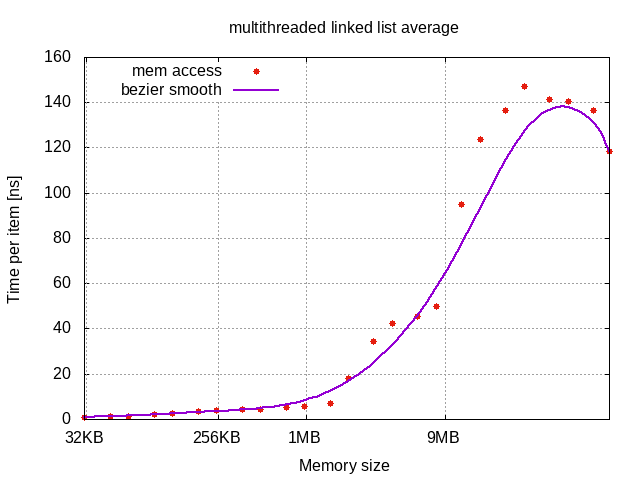 multithreaded linked list average
160
140
120
100
80
60
40
20
0
Time per item [ns]
mem access
bezier smooth
32KB 256KB 1MB 9MB
Memory size